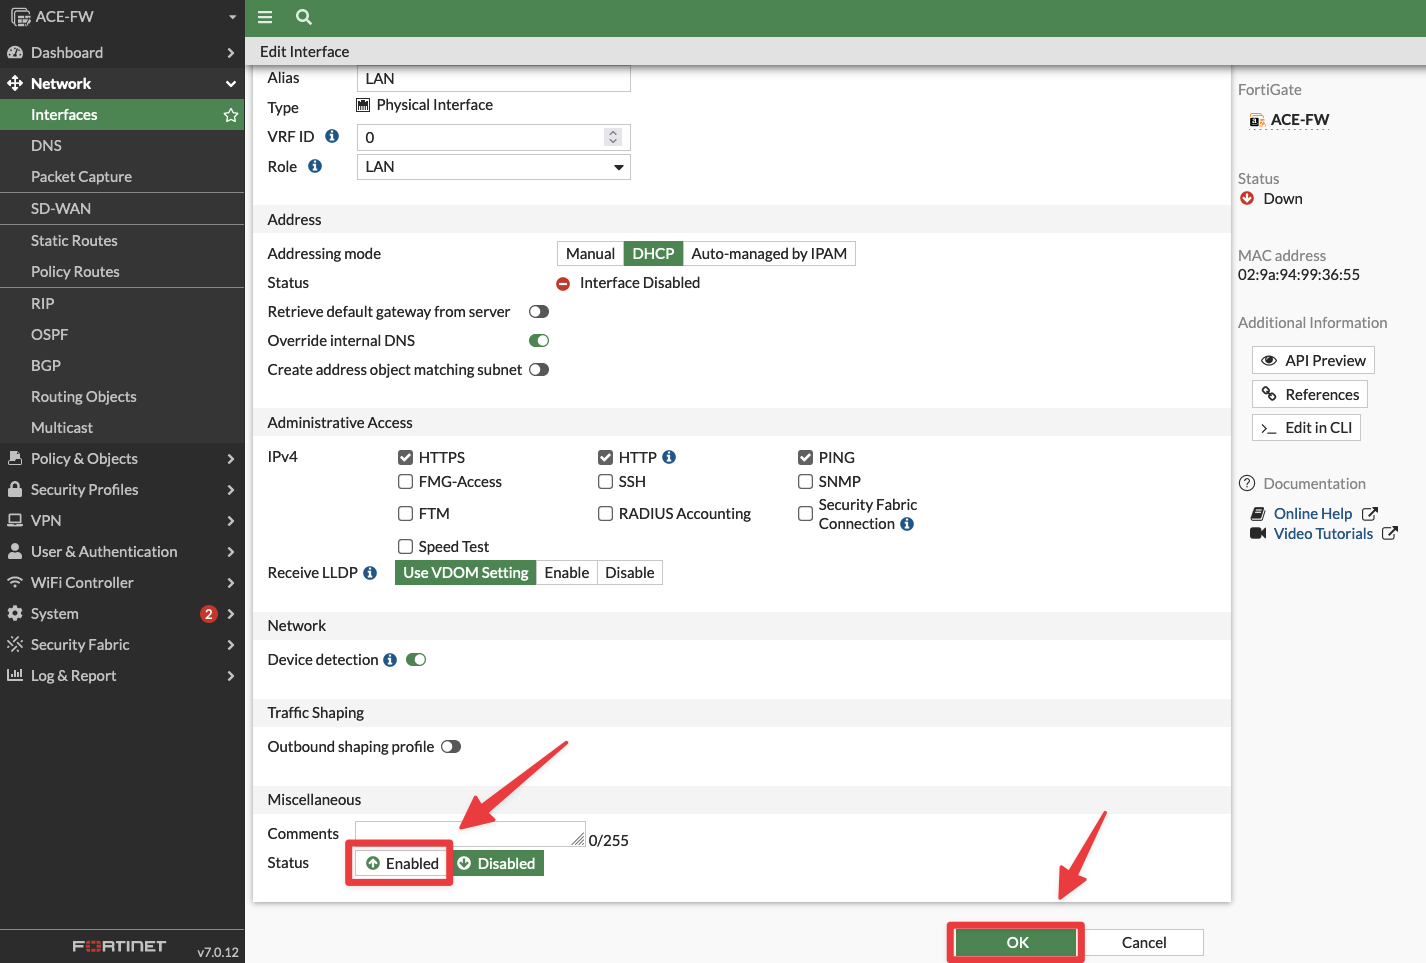 ACE-FW
Dashboard
Network
Interfaces
DNS
Packet Capture
SD-WAN
Static Routes
Policy Routes
RIP
OSPF
BGP
Routing Objects
Multicast
Policy & Objects
Security Profiles
VPN
User & Authentication
WiFi Controller
System 2
Security Fabric
Log & Report
FORTINET v7.0.12
Edit Interface
Alias LAN
Type Physical Interface
VRF ID 0
Role LAN
Address
Addressing mode Manual DHCP Auto-managed by IPAM
Status Interface Disabled
Retrieve default gateway from server
Override internal DNS
Create address object matching subnet
Administrative Access
IPv4 HTTPS HTTP PING
FMG-Access SSH SNMP
FTM RADIUS Accounting Security Fabric
Connection
Speed Test
Receive LLDP Use VDOM Setting Enable Disable
Network
Device detection
Traffic Shaping
Outbound shaping profile
Miscellaneous
Comments 0/255
Status Enabled Disabled
OK Cancel
FortiGate
ACE-FW
Status
Down
MAC address
02:9a:94:99:36:55
Additional Information
API Preview
References
>_ Edit in CLI
Documentation
Online Help
Video Tutorials